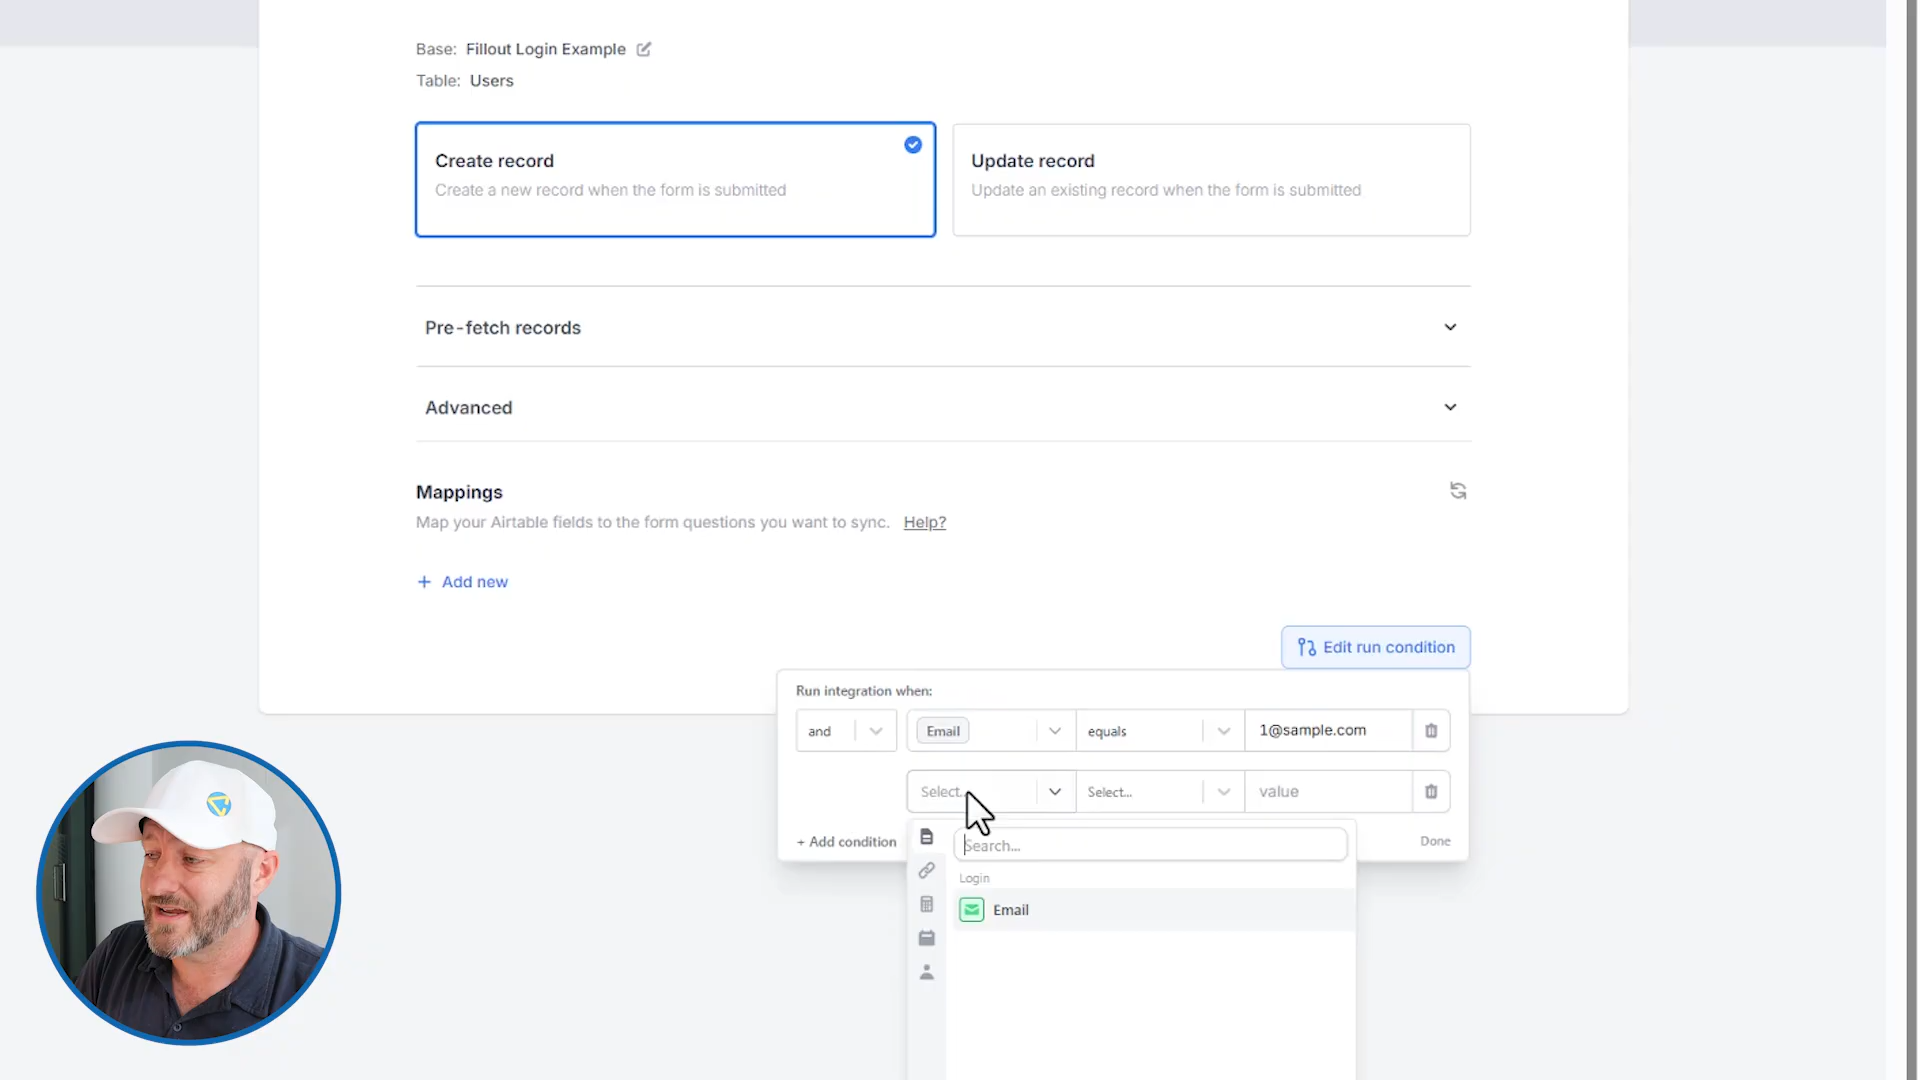 Base: Fillout Login Example
Table: Users
Create record
Create a new record when the form is submitted
Update record
Update an existing record when the form is submitted
Pre-fetch records
Advanced
Mappings
Map your Airtable fields to the form questions you want to sync. Help?
+ Add new
Edit run condition
Run integration when:
and Email equals 1@sample.com
Select... Select... value
+ Add condition
Done
Search...
Login
Email